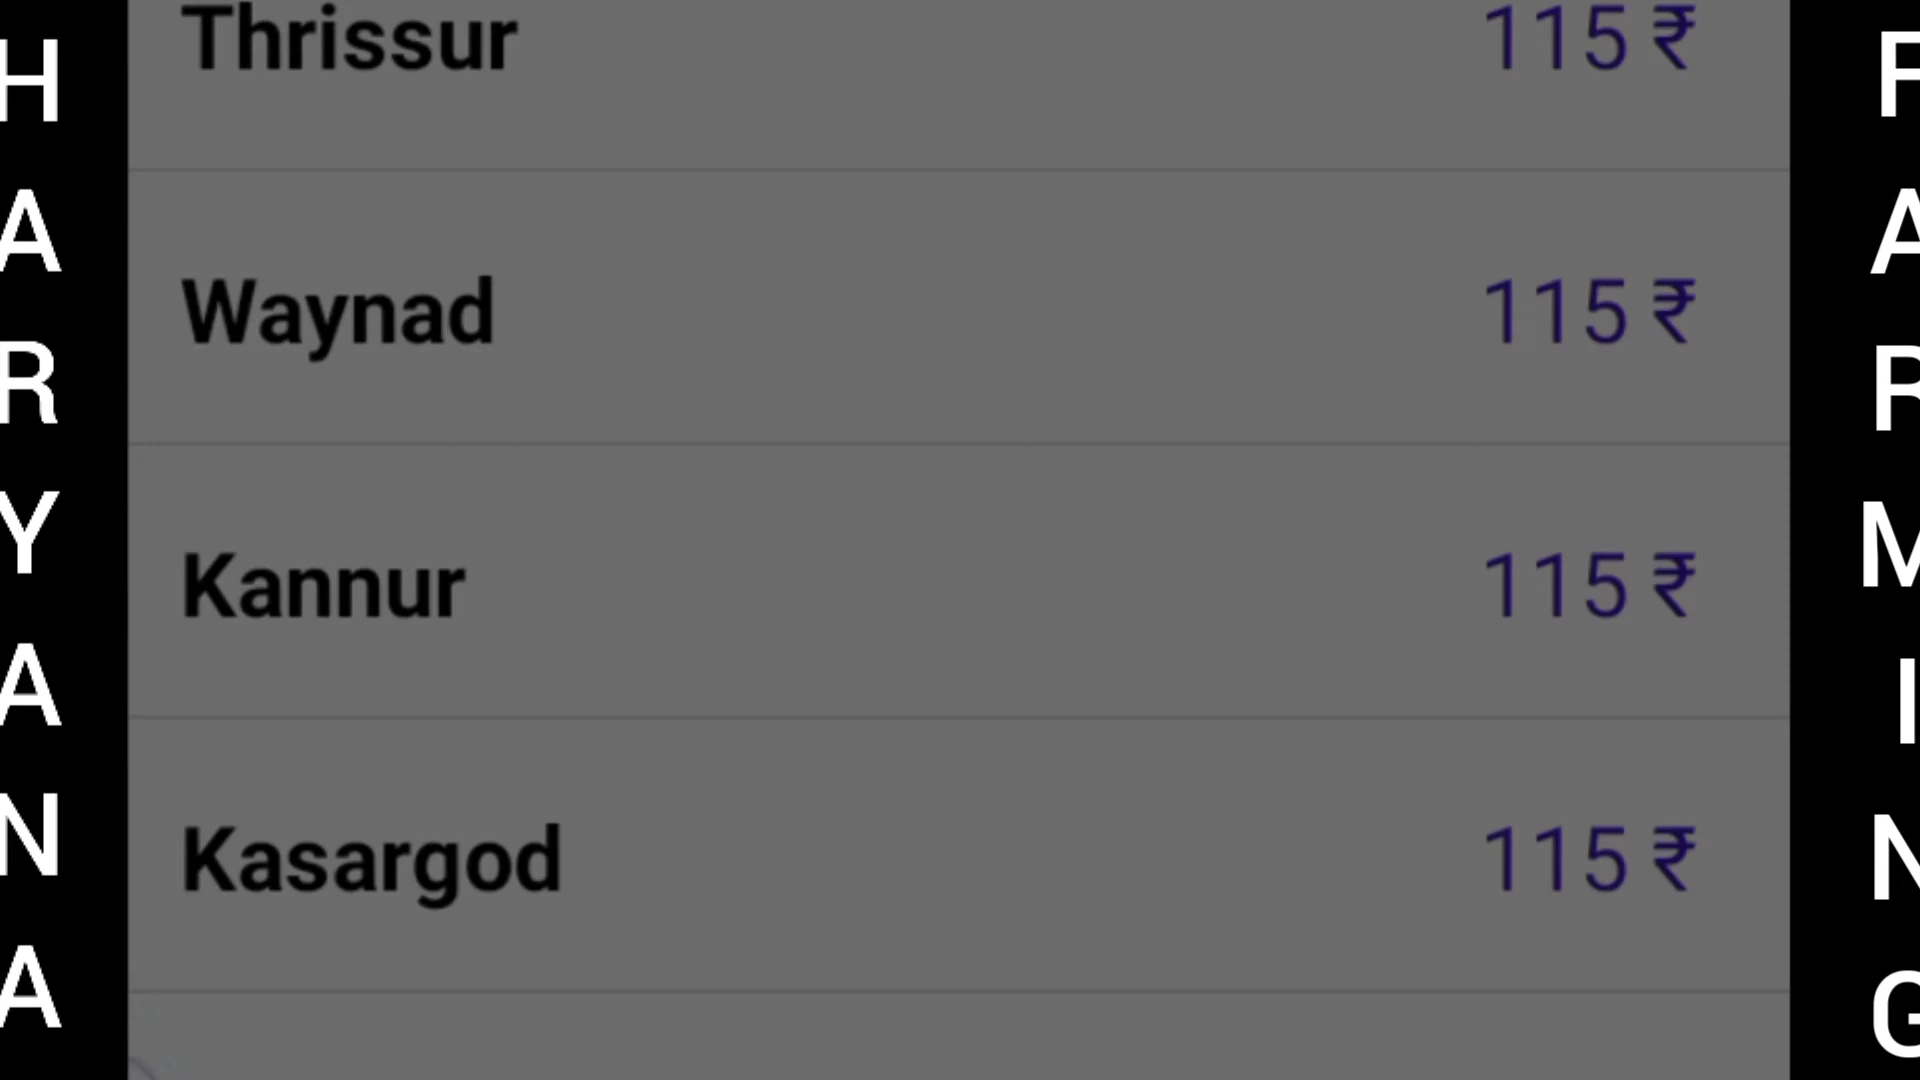 HARYANA
Thrissur 115 ₹
Waynad 115 ₹
Kannur 115 ₹
Kasargod 115 ₹
FARMING